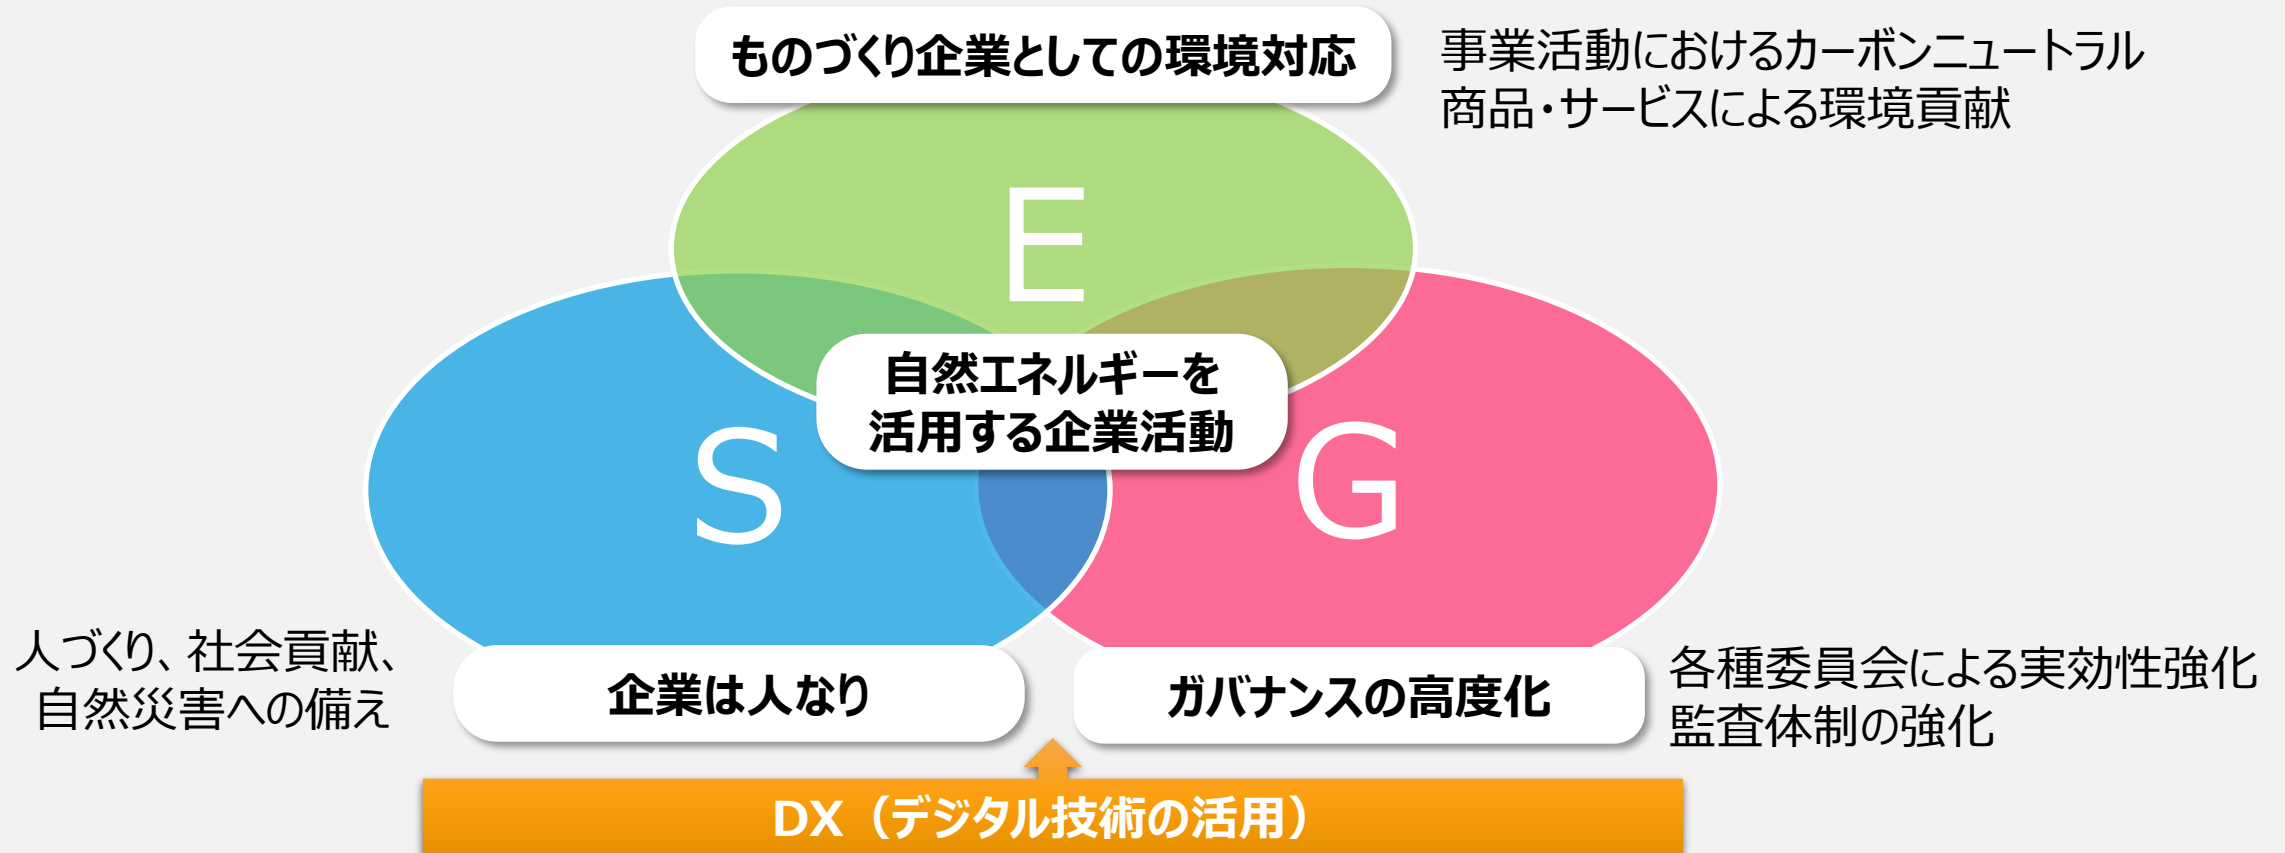 ものづくり企業としての環境対応
事業活動におけるカーボンニュートラル
商品・サービスによる環境貢献
E
自然エネルギーを
活用する企業活動
S
G
人づくり、社会貢献、
自然災害への備え
企業は人なり
ガバナンスの高度化
各種委員会による実効性強化
監査体制の強化
DX（デジタル技術の活用）